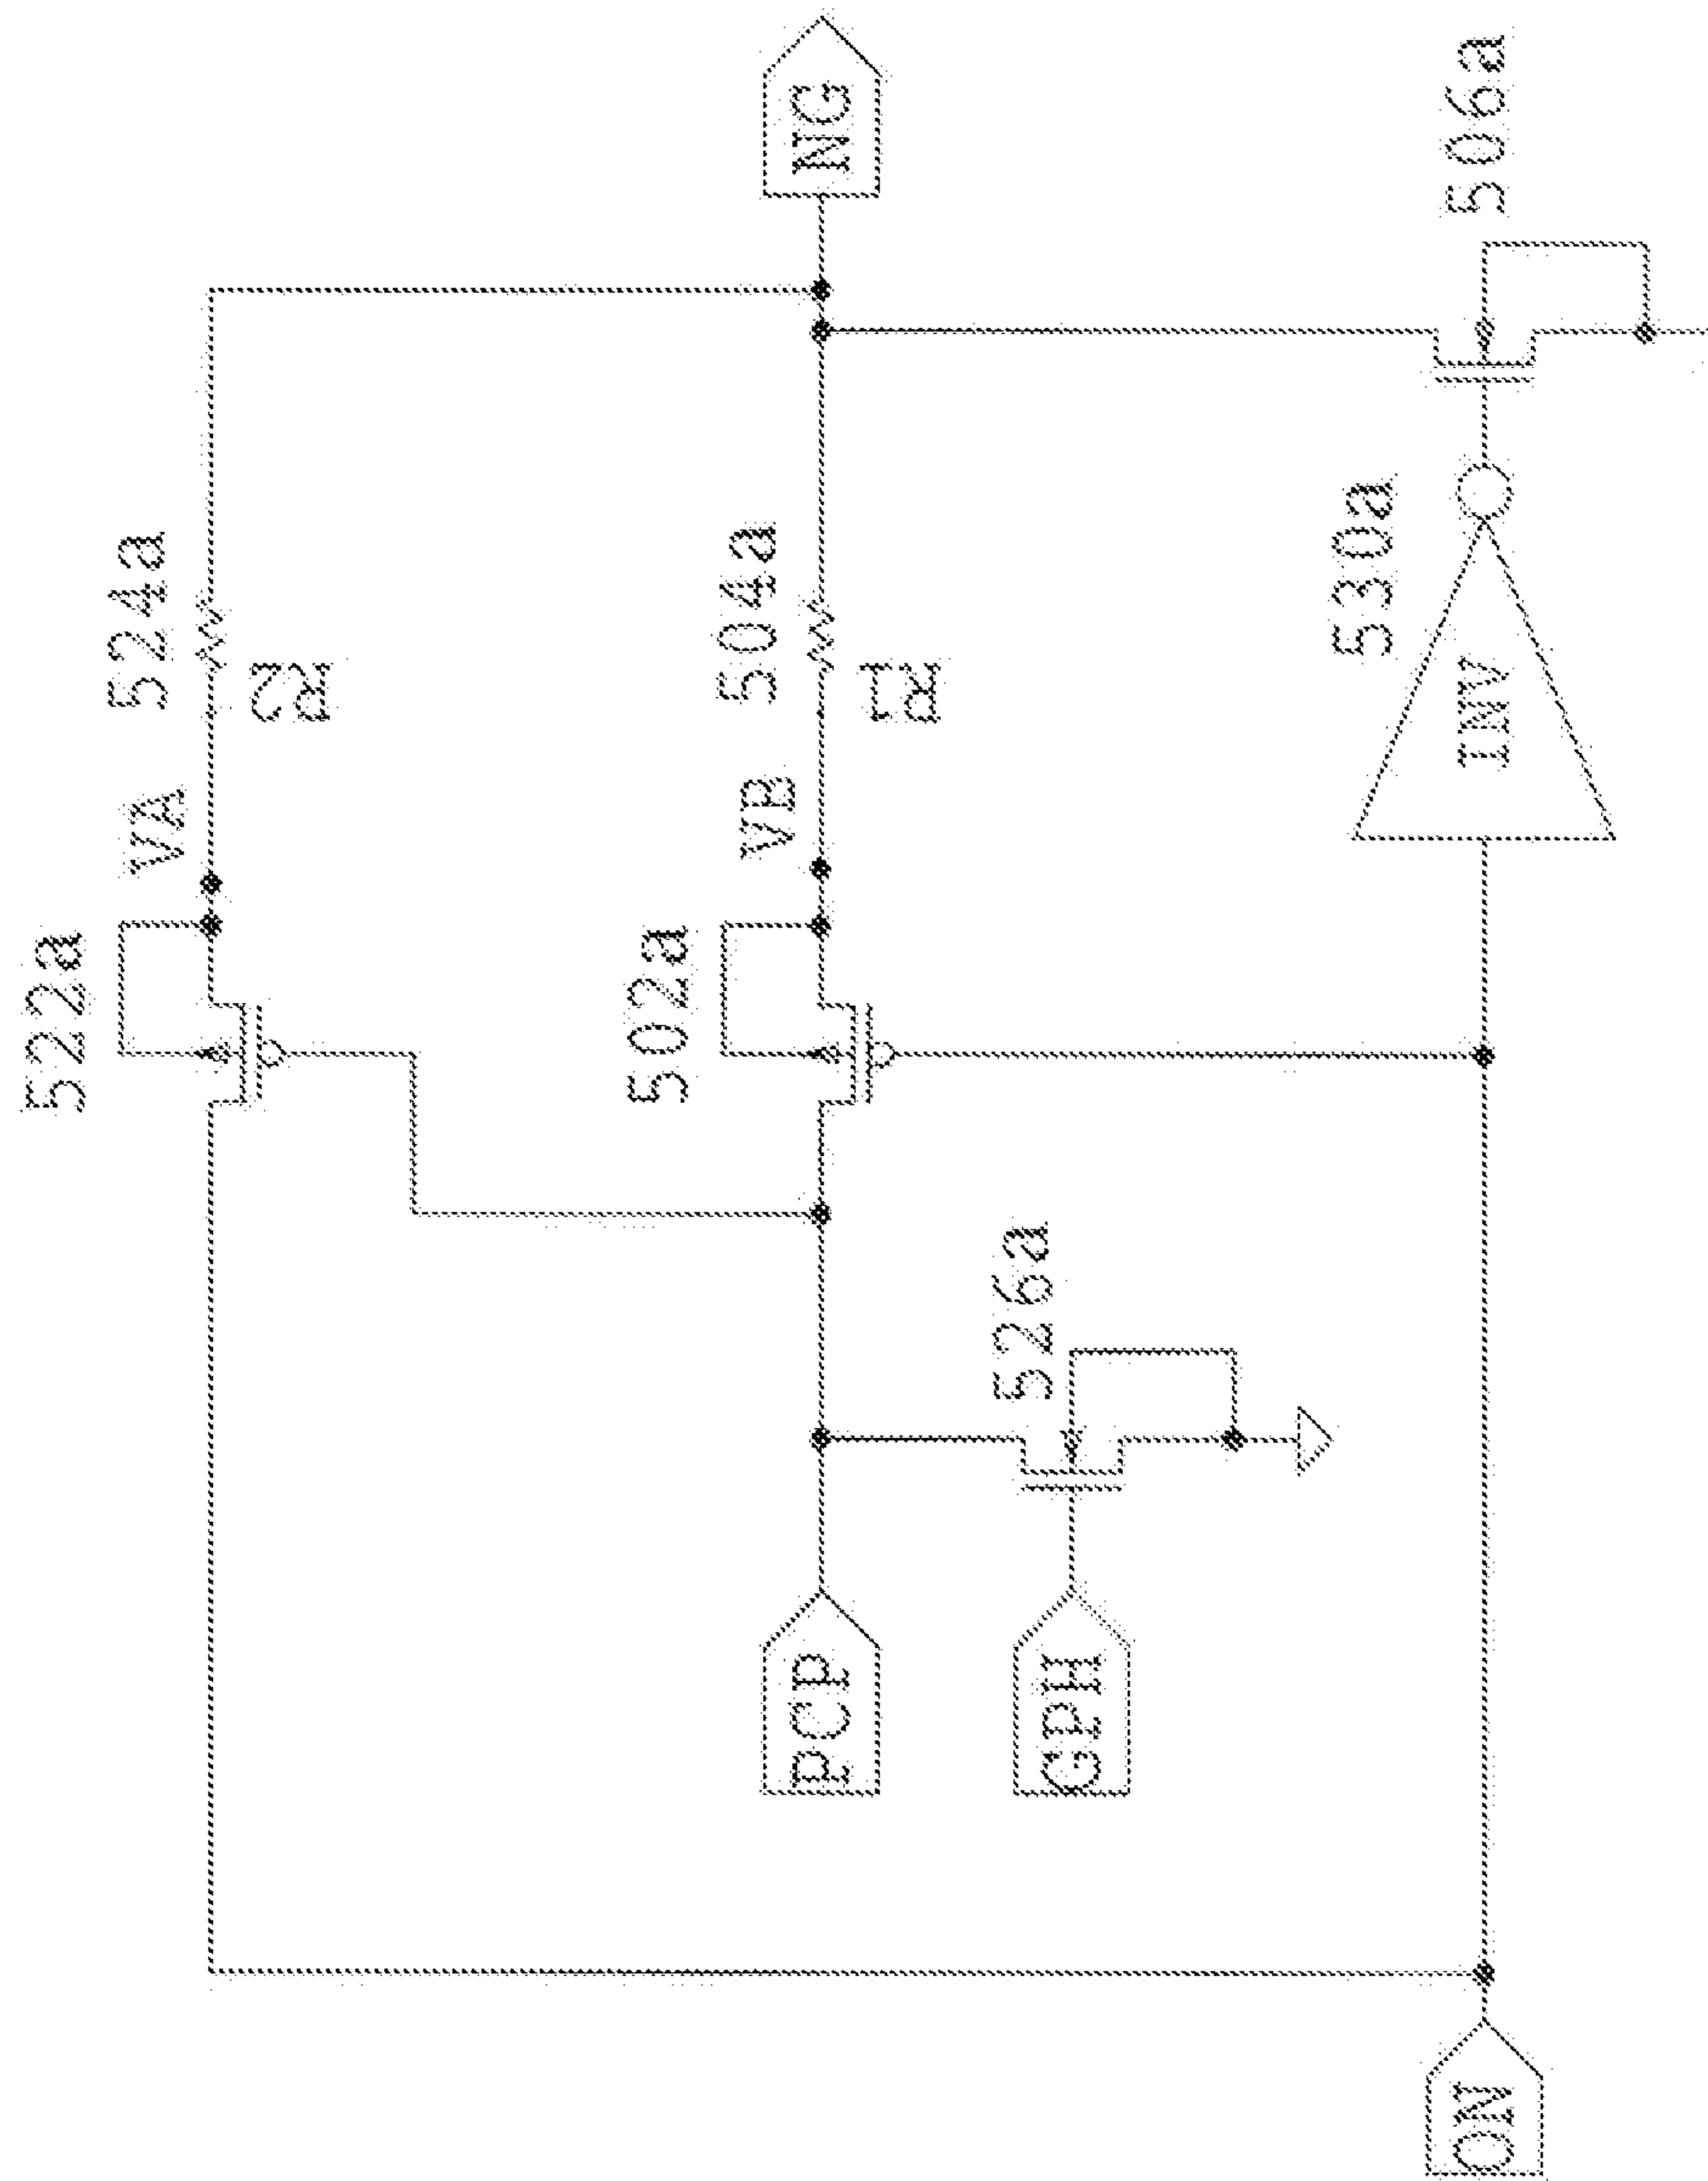 522a
VA
524a
R2
502a
VB
504a
R1
NG
PCP
GPH
526a
530a
INV
506a
ON